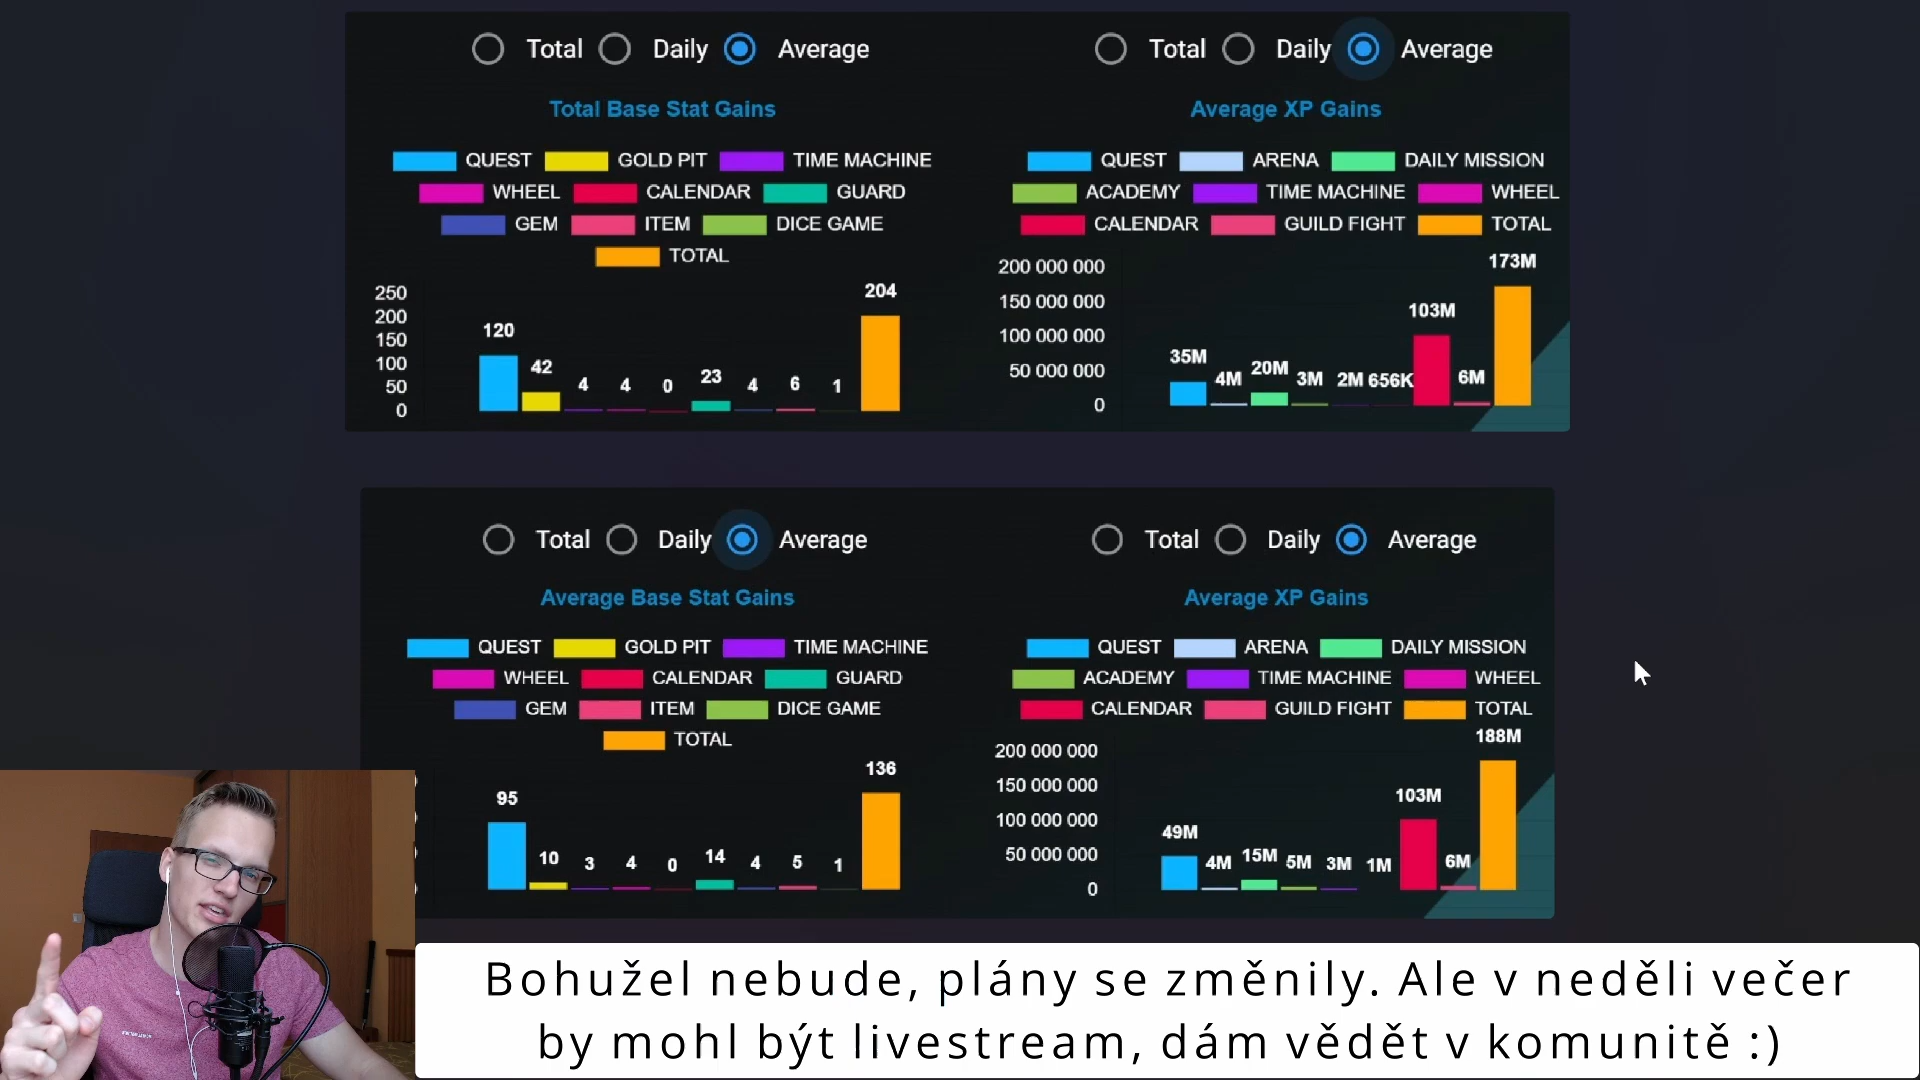 Total Daily Average
Total Base Stat Gains
QUEST GOLD PIT TIME MACHINE
WHEEL CALENDAR GUARD
GEM ITEM DICE GAME
TOTAL
250
200
150
100
50
0
120 42 4 4 0 23 4 6 1 204
Total Daily Average
Average XP Gains
QUEST ARENA DAILY MISSION
ACADEMY TIME MACHINE WHEEL
CALENDAR GUILD FIGHT TOTAL
200 000 000
150 000 000
100 000 000
50 000 000
0
35M 4M 20M 3M 2M 656K 103M 6M 173M
Total Daily Average
Average Base Stat Gains
QUEST GOLD PIT TIME MACHINE
WHEEL CALENDAR GUARD
GEM ITEM DICE GAME
TOTAL
95 10 3 4 0 14 4 5 1 136
Total Daily Average
Average XP Gains
QUEST ARENA DAILY MISSION
ACADEMY TIME MACHINE WHEEL
CALENDAR GUILD FIGHT TOTAL
200 000 000
150 000 000
100 000 000
50 000 000
0
49M 4M 15M 5M 3M 1M 103M 6M 188M
Bohužel nebude, plány se změnily. Ale v neděli večer
by mohl být livestream, dám vědět v komunitě :)